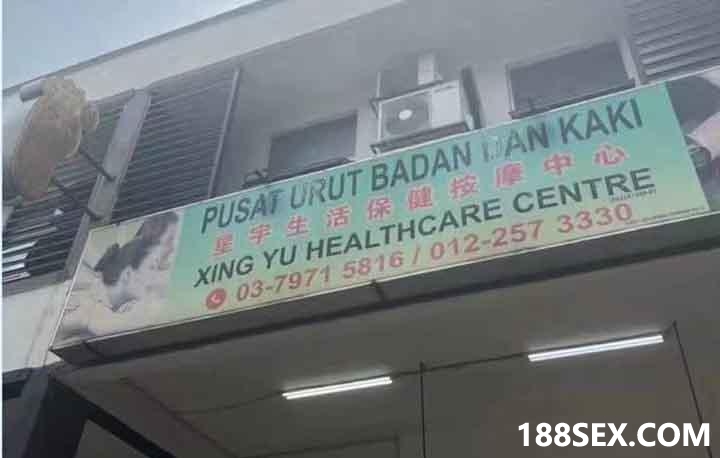 PUSAT URUT BADAN DAN KAKI
星宇生活保健按摩中心
XING YU HEALTHCARE CENTRE
03-7971 5816 / 012-257 3330
188SEX.COM